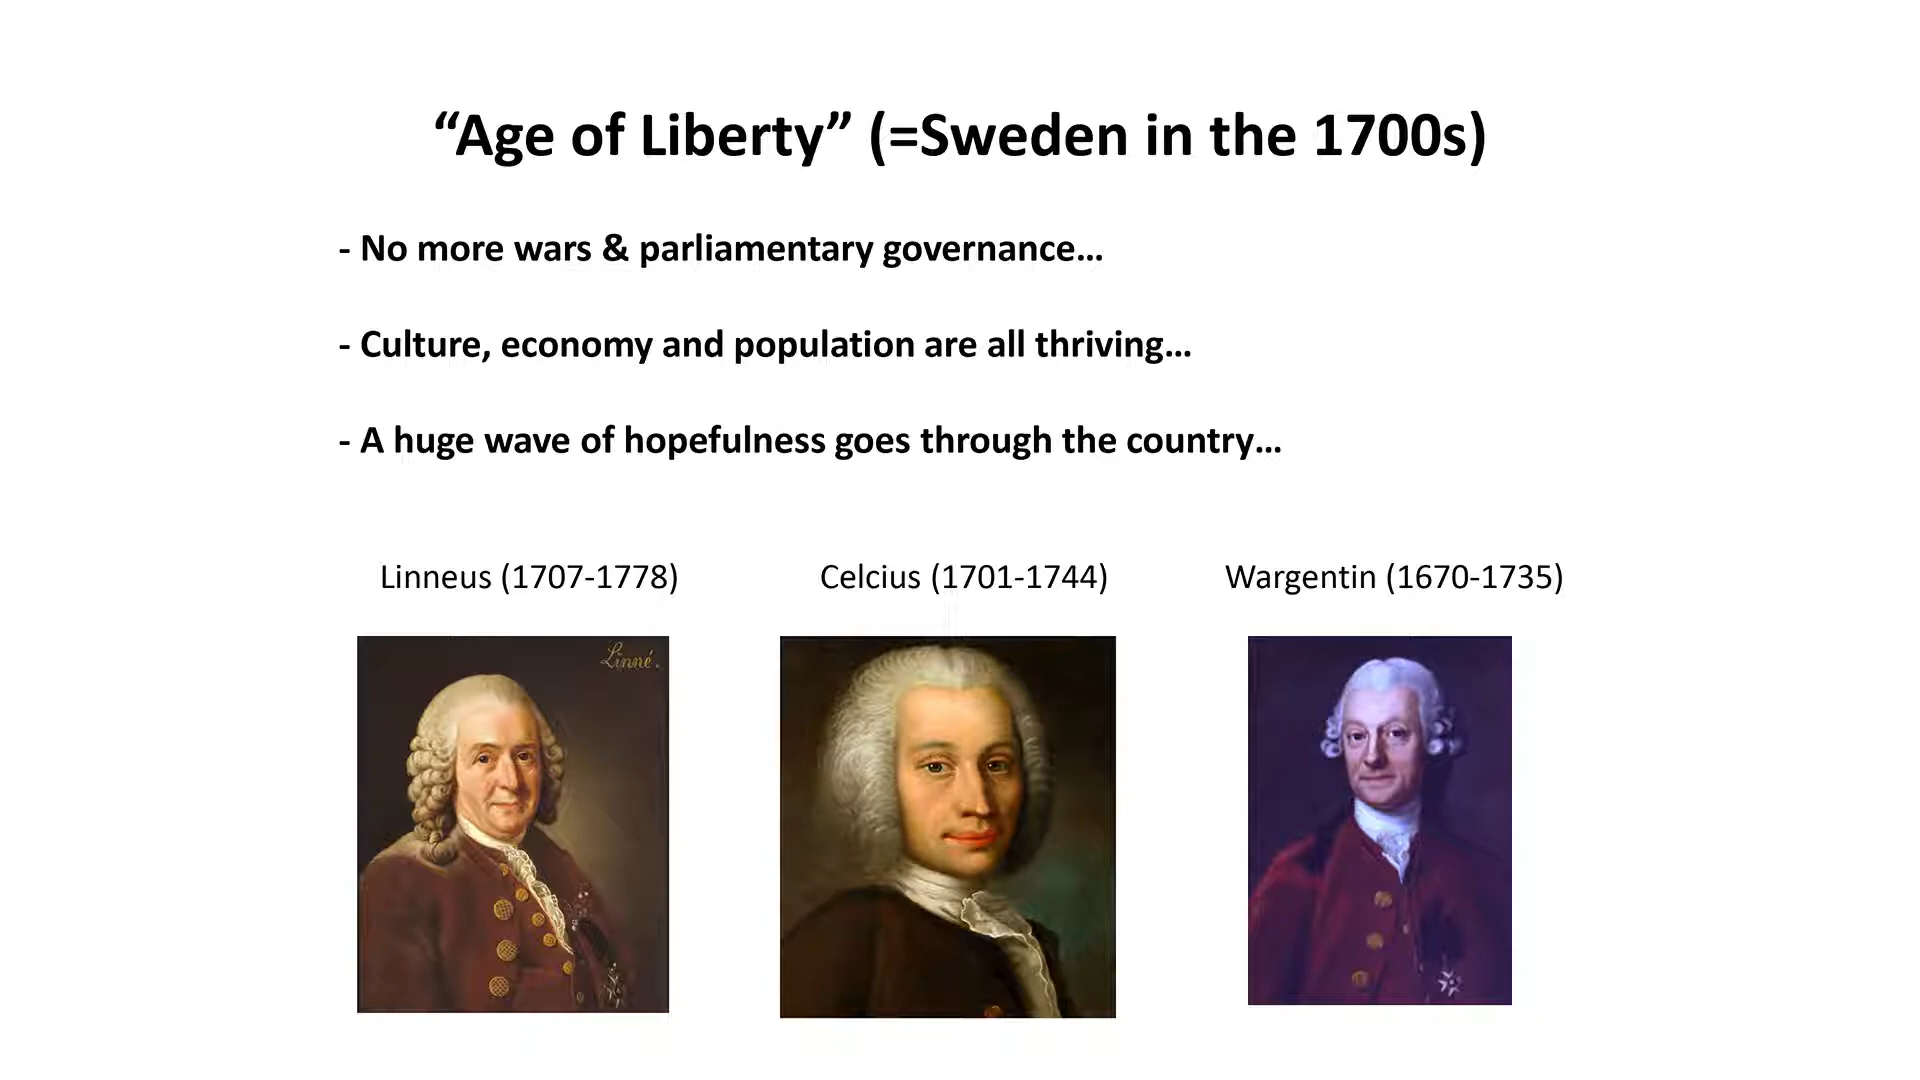 “Age of Liberty” (=Sweden in the 1700s)
- No more wars & parliamentary governance...
- Culture, economy and population are all thriving...
- A huge wave of hopefulness goes through the country...
Linneus (1707-1778)
Celcius (1701-1744)
Wargentin (1670-1735)
Linné.